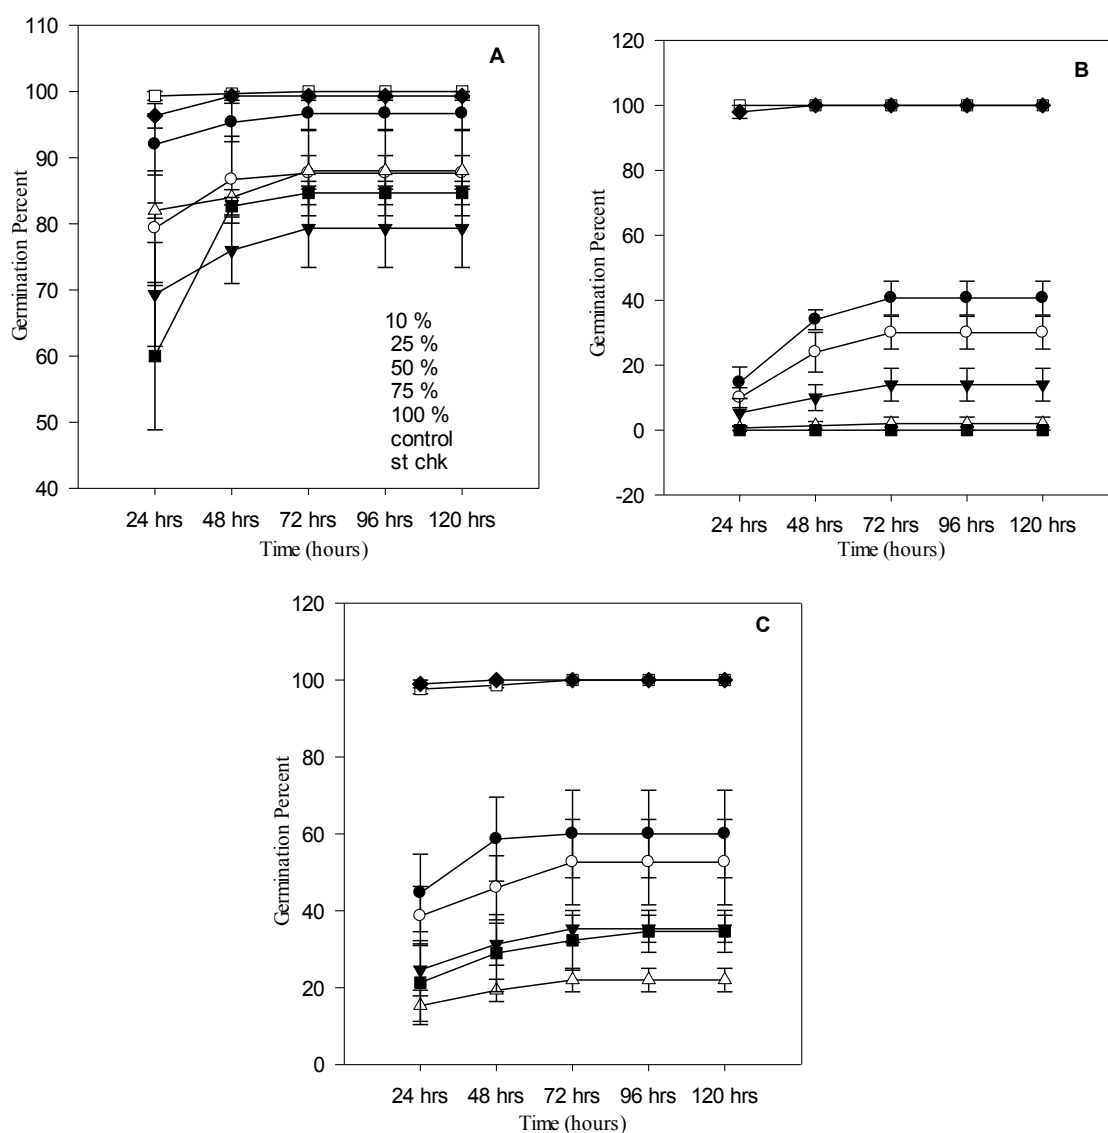 A
Germination Percent
110
100
90
80
70
60
50
40
10 %
25 %
50 %
75 %
100 %
control
st chk
24 hrs 48 hrs 72 hrs 96 hrs 120 hrs
Time (hours)
B
Germination Percent
120
100
80
60
40
20
0
-20
24 hrs 48 hrs 72 hrs 96 hrs 120 hrs
Time (hours)
C
Germination Percent
120
100
80
60
40
20
0
24 hrs 48 hrs 72 hrs 96 hrs 120 hrs
Time (hours)